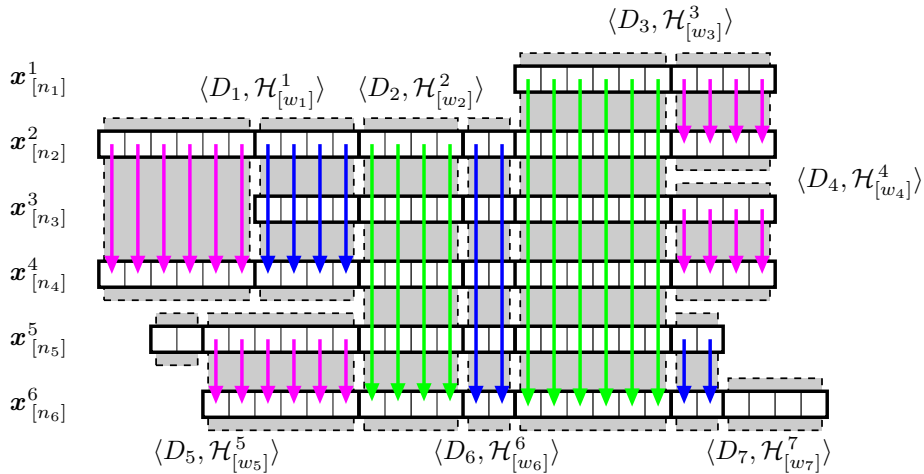 ⟨D₃, ℋ³_[w₃]⟩
𝒙¹_[n₁]
⟨D₁, ℋ¹_[w₁]⟩ ⟨D₂, ℋ²_[w₂]⟩
𝒙²_[n₂]
⟨D₄, ℋ⁴_[w₄]⟩
𝒙³_[n₃]
𝒙⁴_[n₄]
𝒙⁵_[n₅]
𝒙⁶_[n₆]
⟨D₅, ℋ⁵_[w₅]⟩ ⟨D₆, ℋ⁶_[w₆]⟩ ⟨D₇, ℋ⁷_[w₇]⟩